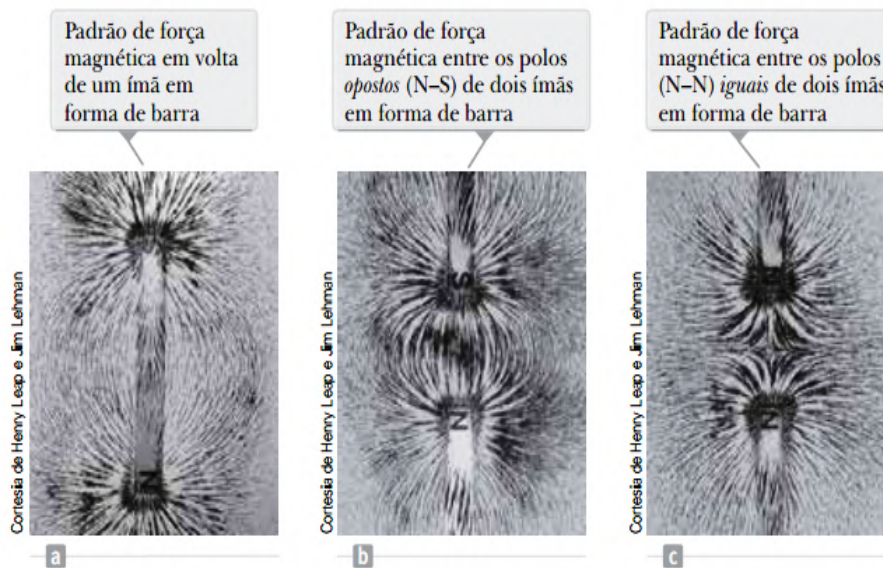 Padrão de força
magnética em volta
de um ímã em
forma de barra
Padrão de força
magnética entre os polos
opostos (N–S) de dois ímãs
em forma de barra
Padrão de força
magnética entre os polos
(N–N) iguais de dois ímãs
em forma de barra
Cortesia de Henry Leap e Jim Lehman
N
a
Cortesia de Henry Leap e Jim Lehman
S
N
b
Cortesia de Henry Leap e Jim Lehman
N
c